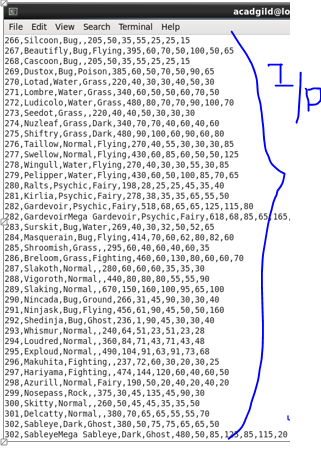 acadgild@lo
File Edit View Search Terminal Help
266,Silcoon,Bug,,205,50,35,55,25,25,15
267,Beautifly,Bug,Flying,395,60,70,50,100,50,65
268,Cascoon,Bug,,205,50,35,55,25,25,15
269,Dustox,Bug,Poison,385,60,50,70,50,90,65
270,Lotad,Water,Grass,220,40,30,30,40,50,30
271,Lombre,Water,Grass,340,60,50,50,60,70,50
272,Ludicolo,Water,Grass,480,80,70,70,90,100,70
273,Seedot,Grass,,220,40,40,50,30,30,30
274,Nuzleaf,Grass,Dark,340,70,70,40,60,40,60
275,Shiftry,Grass,Dark,480,90,100,60,90,60,80
276,Taillow,Normal,Flying,270,40,55,30,30,30,85
277,Swellow,Normal,Flying,430,60,85,60,50,50,125
278,Wingull,Water,Flying,270,40,30,30,55,30,85
279,Pelipper,Water,Flying,430,60,50,100,85,70,65
280,Ralts,Psychic,Fairy,198,28,25,25,45,35,40
281,Kirlia,Psychic,Fairy,278,38,35,35,65,55,50
282,Gardevoir,Psychic,Fairy,518,68,65,65,125,115,80
282,GardevoirMega Gardevoir,Psychic,Fairy,618,68,85,65,165,
283,Surskit,Bug,Water,269,40,30,32,50,52,65
284,Masquerain,Bug,Flying,414,70,60,62,80,82,60
285,Shroomish,Grass,,295,60,40,60,40,60,35
286,Breloom,Grass,Fighting,460,60,130,80,60,60,70
287,Slakoth,Normal,,280,60,60,60,35,35,30
288,Vigoroth,Normal,,440,80,80,80,55,55,90
289,Slaking,Normal,,670,150,160,100,95,65,100
290,Nincada,Bug,Ground,266,31,45,90,30,30,40
291,Ninjask,Bug,Flying,456,61,90,45,50,50,160
292,Shedinja,Bug,Ghost,236,1,90,45,30,30,40
293,Whismur,Normal,,240,64,51,23,51,23,28
294,Loudred,Normal,,360,84,71,43,71,43,48
295,Exploud,Normal,,490,104,91,63,91,73,68
296,Makuhita,Fighting,,237,72,60,30,20,30,25
297,Hariyama,Fighting,,474,144,120,60,40,60,50
298,Azurill,Normal,Fairy,190,50,20,40,20,40,20
299,Nosepass,Rock,,375,30,45,135,45,90,30
300,Skitty,Normal,,260,50,45,45,35,35,50
301,Delcatty,Normal,,380,70,65,65,55,55,70
302,Sableye,Dark,Ghost,380,50,75,75,65,65,50
302,SableyeMega Sableye,Dark,Ghost,480,50,85,125,85,115,20
I/P